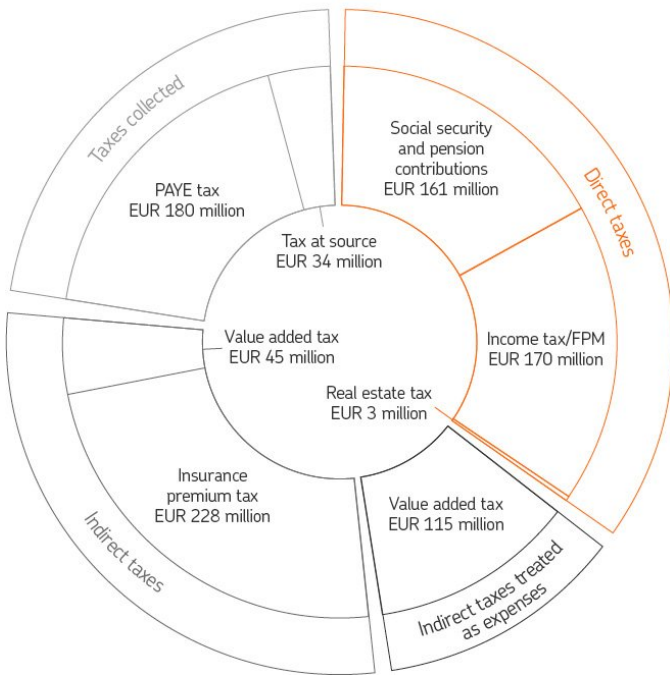 Taxes collected
PAYE tax
EUR 180 million
Tax at source
EUR 34 million
Social security
and pension
contributions
EUR 161 million
Direct taxes
Income tax/FPM
EUR 170 million
Real estate tax
EUR 3 million
Value added tax
EUR 45 million
Insurance
premium tax
EUR 228 million
Indirect taxes
Value added tax
EUR 115 million
Indirect taxes treated
as expenses